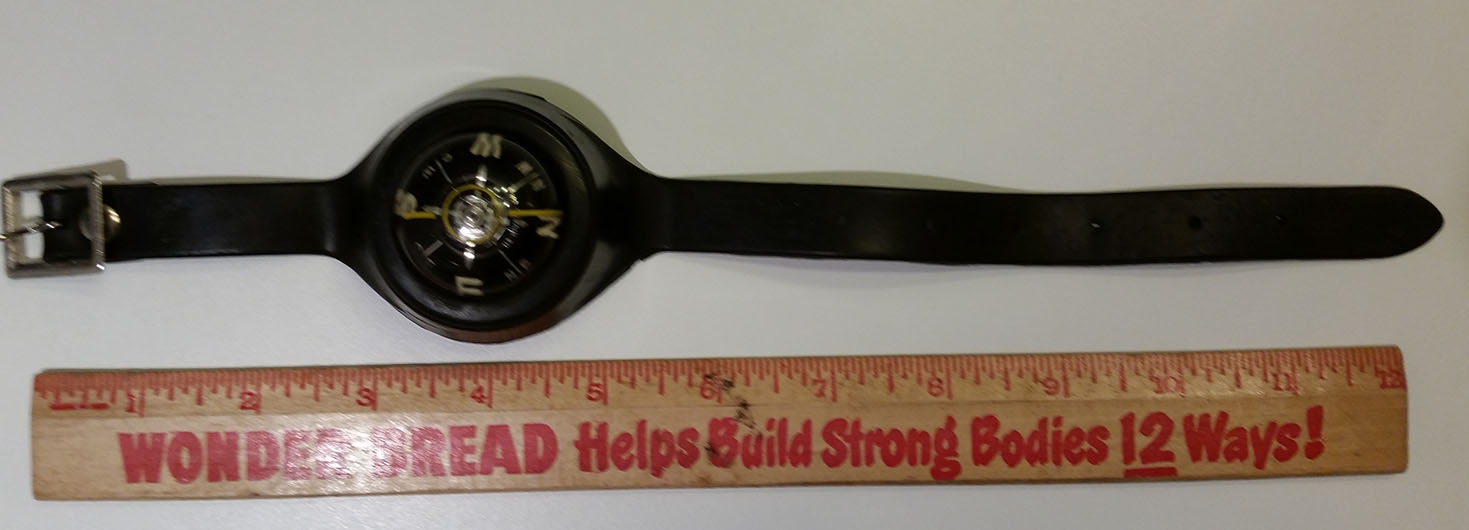 W
NW
S
N
E
1 2 3 4 5 6 7 8 9 10 11 12
WONDER BREAD Helps Build Strong Bodies 12 Ways!